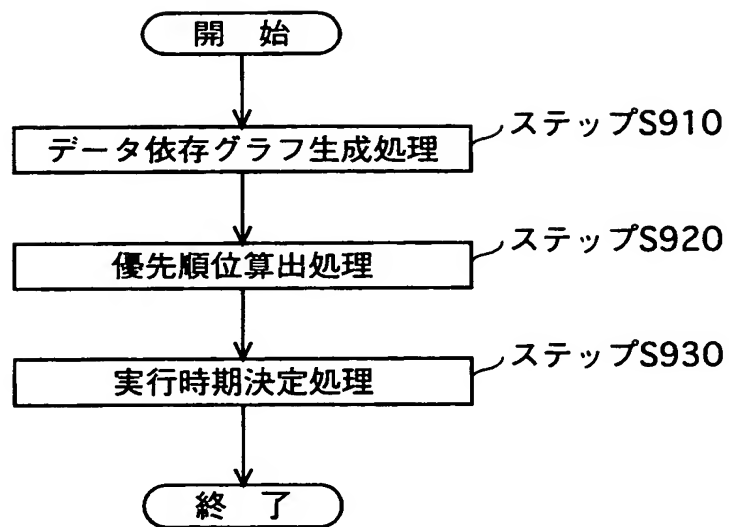 開 始
ステップS910
データ依存グラフ生成処理
ステップS920
優先順位算出処理
ステップS930
実行時期決定処理
終 了